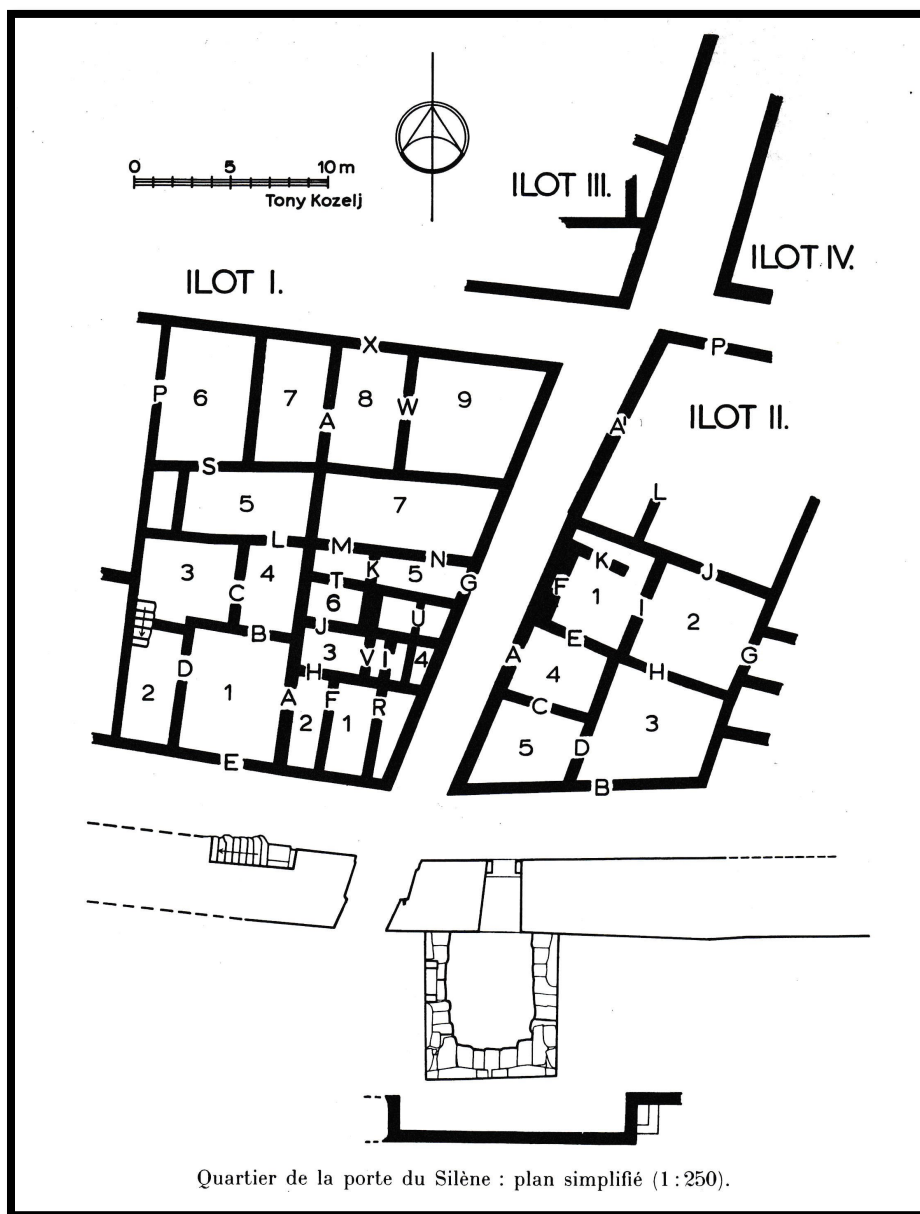 0 5 10 m
Tony Kozelj
ILOT III.
ILOT IV.
ILOT I.
X
P
P
6
7
A
8
W
9
A'
ILOT II.
S
5
7
L
L
M
N
K
J
3
C
4
T
K
5
G
F
1
I
2
6
U
B
J
E
G
D
3
V
I
4
A
H
2
1
A
H
F
4
R
C
2
1
3
5
D
E
B
Quartier de la porte du Silène : plan simplifié (1 : 250).